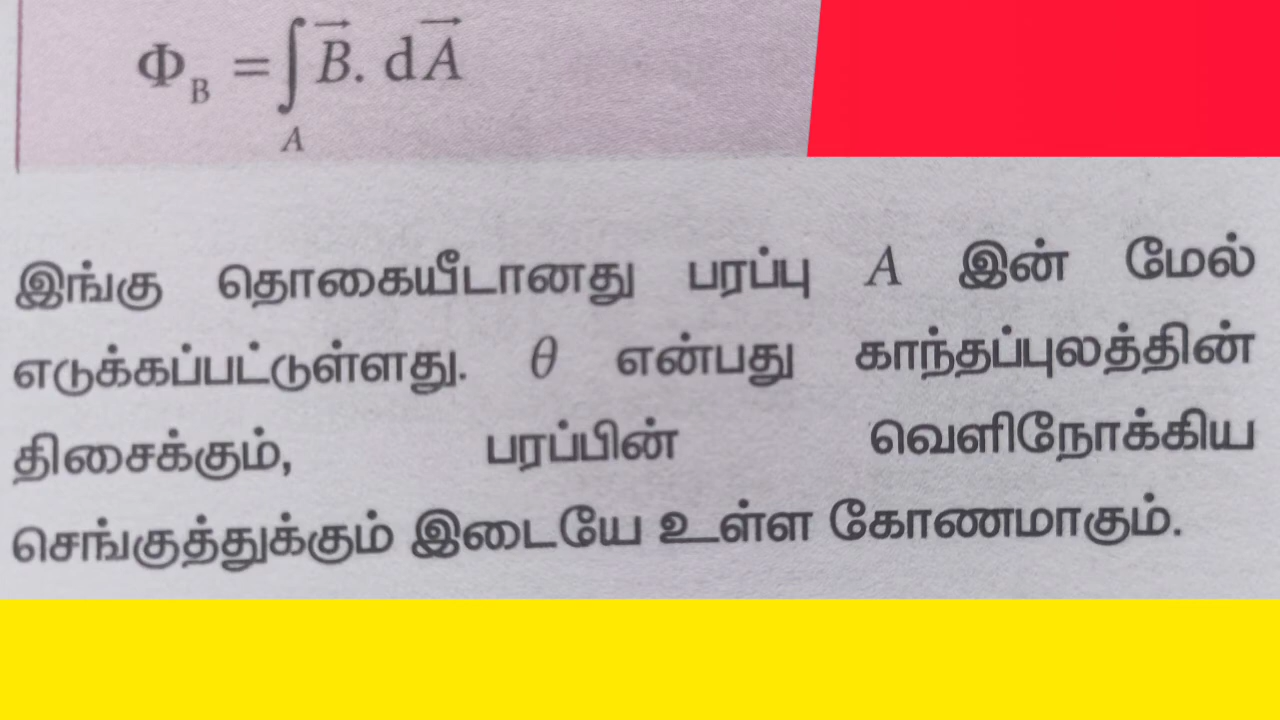 Φ_B = ∫_A B⃗. dA⃗
இங்கு தொகையீடானது பரப்பு A இன் மேல்
எடுக்கப்பட்டுள்ளது. θ என்பது காந்தப்புலத்தின்
திசைக்கும், பரப்பின் வெளிநோக்கிய
செங்குத்துக்கும் இடையே உள்ள கோணமாகும்.